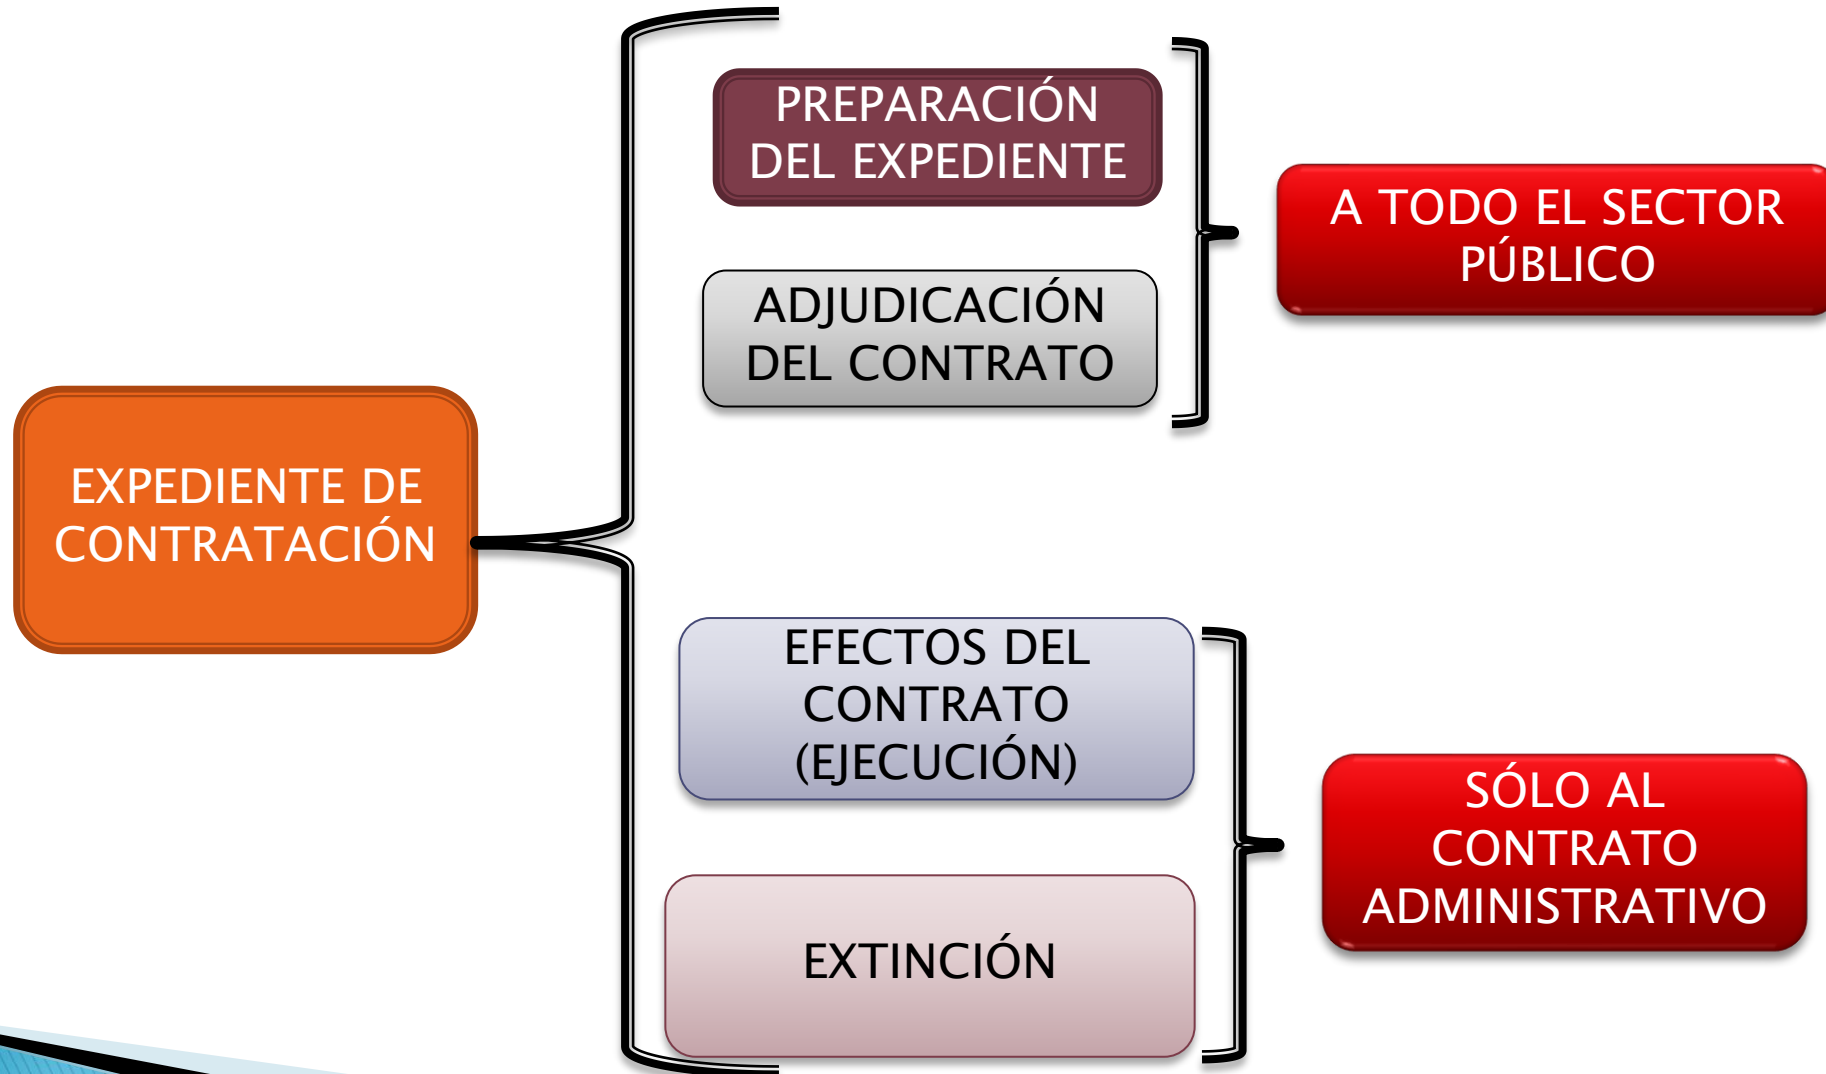 PREPARACIÓN
DEL EXPEDIENTE
ADJUDICACIÓN
DEL CONTRATO
A TODO EL SECTOR
PÚBLICO
EXPEDIENTE DE
CONTRATACIÓN
EFECTOS DEL
CONTRATO
(EJECUCIÓN)
EXTINCIÓN
SÓLO AL
CONTRATO
ADMINISTRATIVO